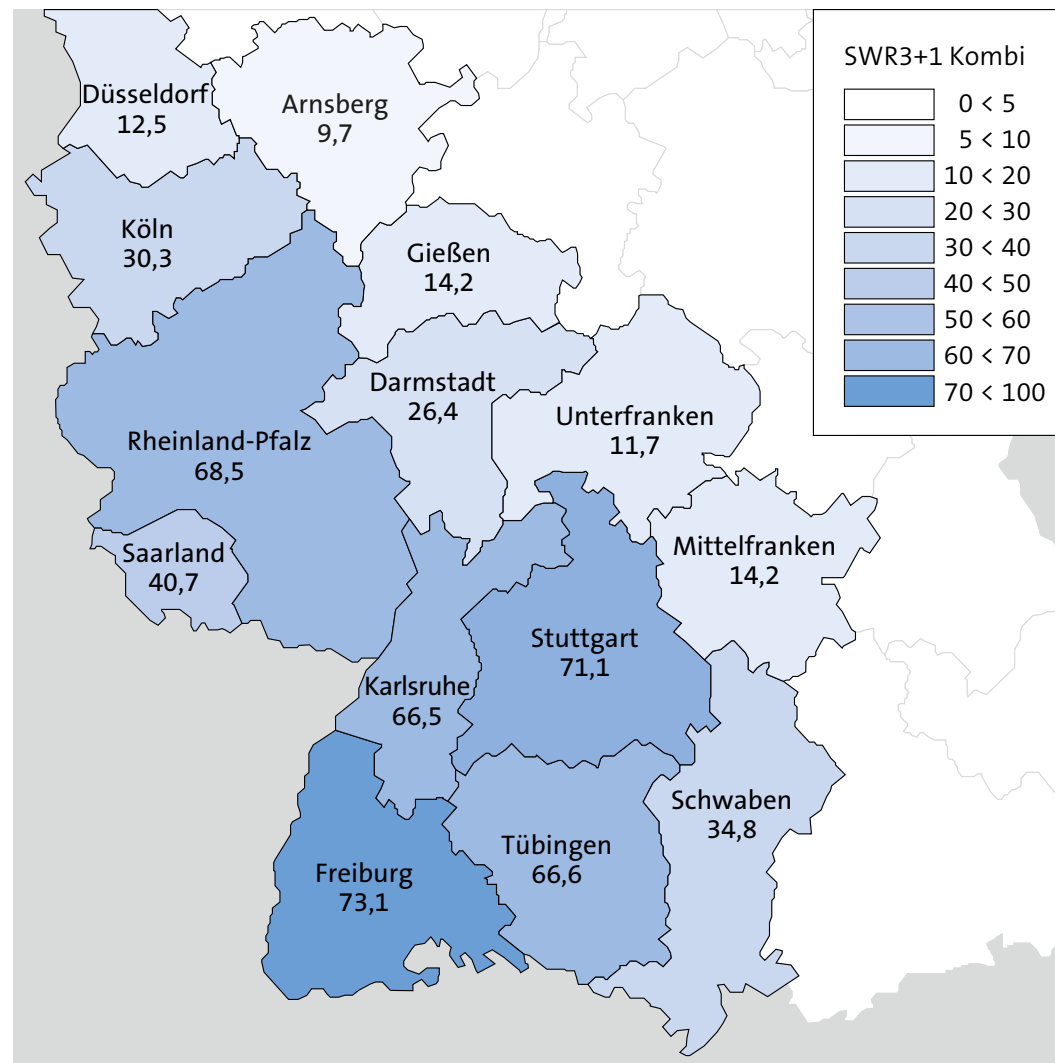 SWR3+1 Kombi
0 < 5
5 < 10
10 < 20
20 < 30
30 < 40
40 < 50
50 < 60
60 < 70
70 < 100
Düsseldorf
12,5
Arnsberg
9,7
Köln
30,3
Gießen
14,2
Darmstadt
26,4
Unterfranken
11,7
Rheinland-Pfalz
68,5
Saarland
40,7
Mittelfranken
14,2
Stuttgart
71,1
Karlsruhe
66,5
Schwaben
34,8
Tübingen
66,6
Freiburg
73,1